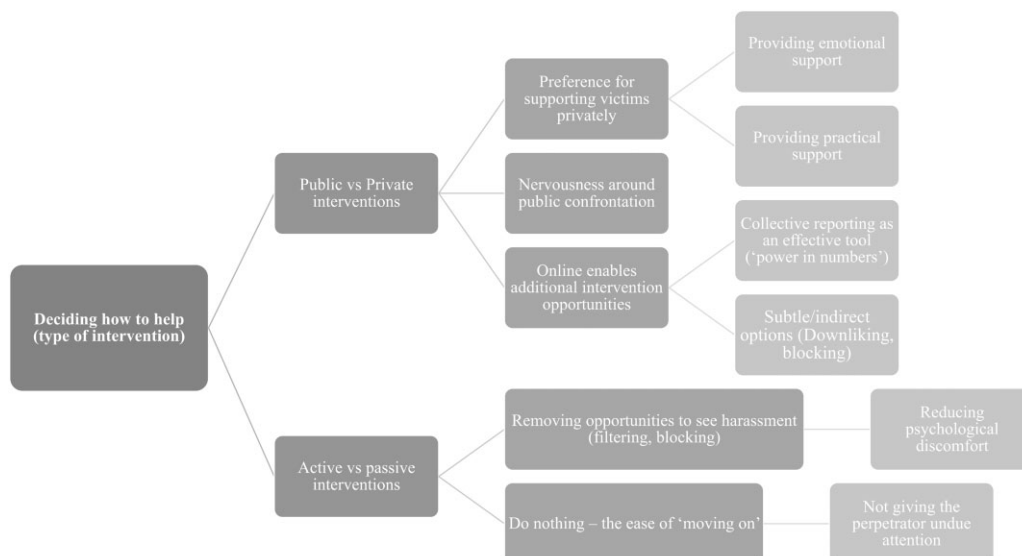 Providing emotional
support
Preference for
supporting victims
privately
Providing practical
support
Public vs Private
interventions
Nervousness around
public confrontation
Collective reporting as
an effective tool
(‘power in numbers’)
Online enables
additional intervention
opportunities
Deciding how to help
(type of intervention)
Subtle/indirect
options (Downliking,
blocking)
Removing opportunities to see harassment
(filtering, blocking)
Reducing
psychological
discomfort
Active vs passive
interventions
Do nothing – the ease of ‘moving on’
Not giving the
perpetrator undue
attention